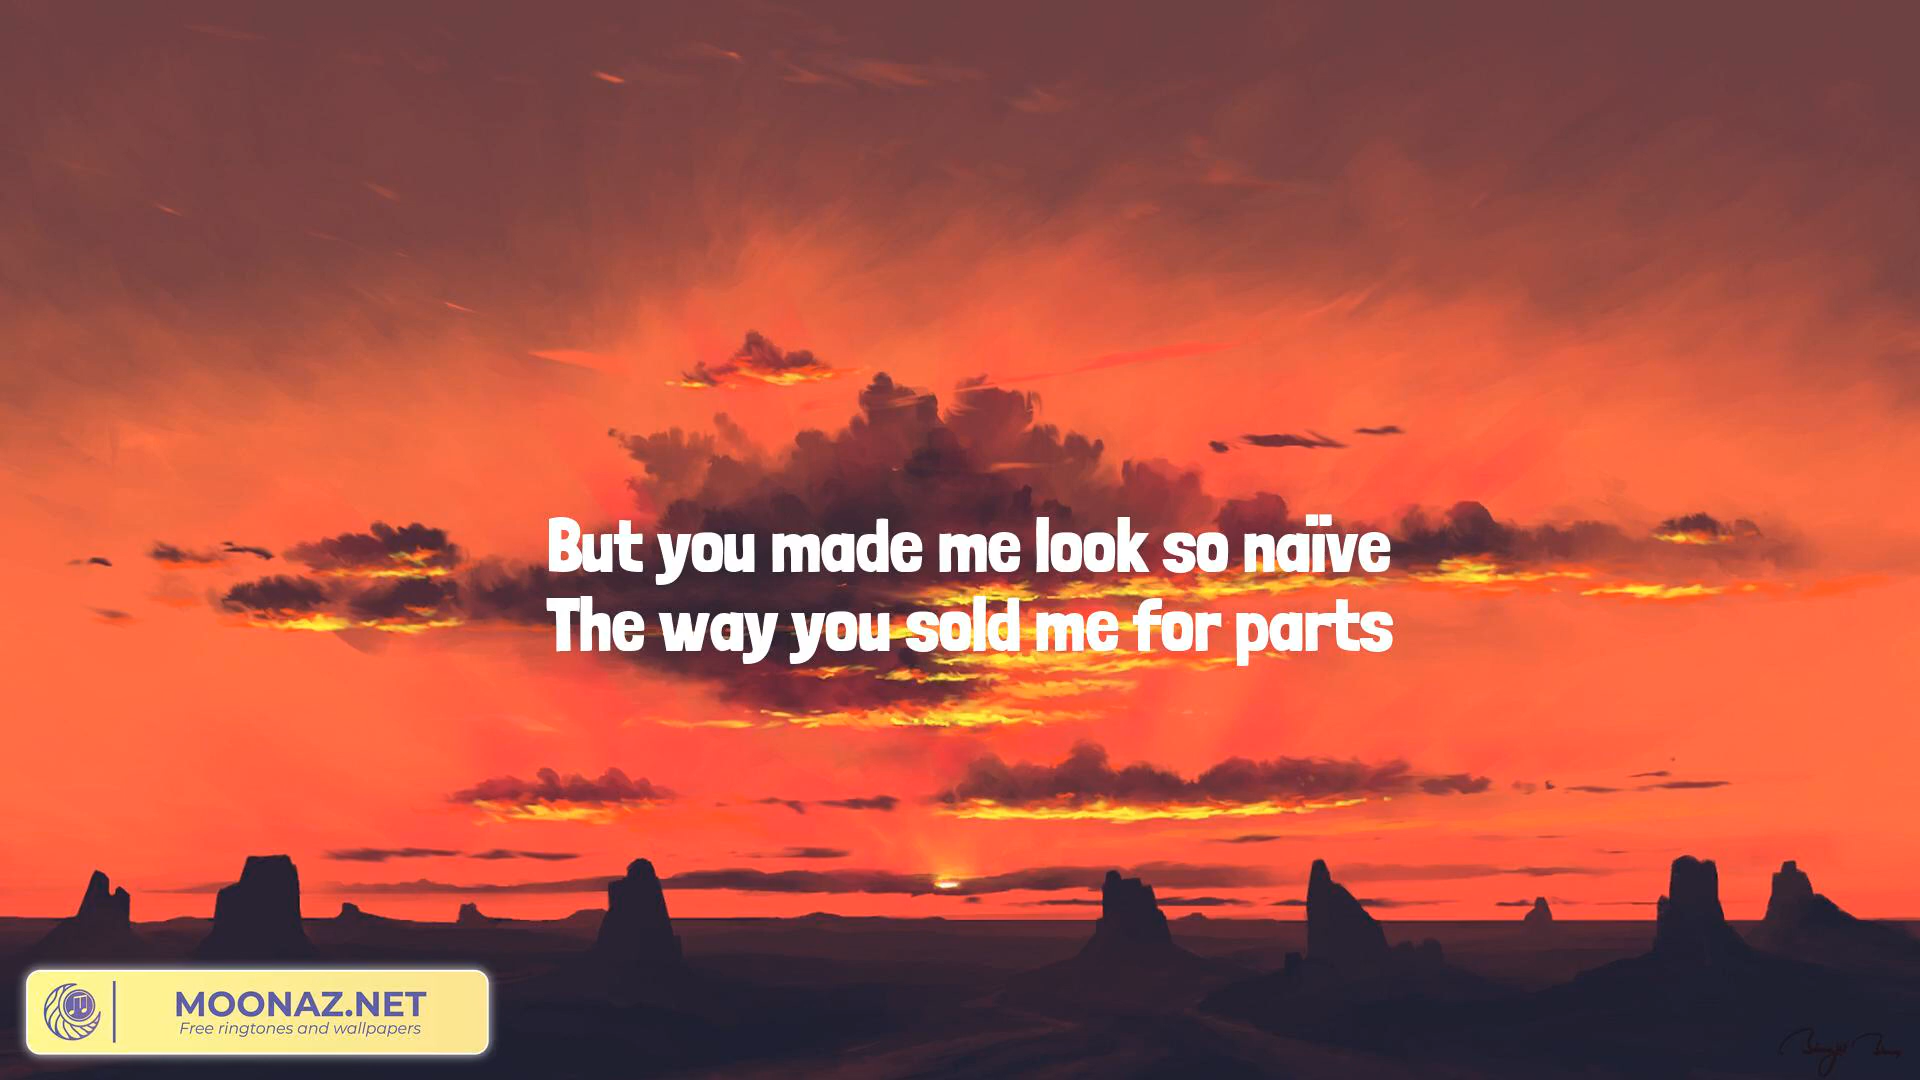 But you made me look so naïve
The way you sold me for parts
MOONAZ.NET
Free ringtones and wallpapers